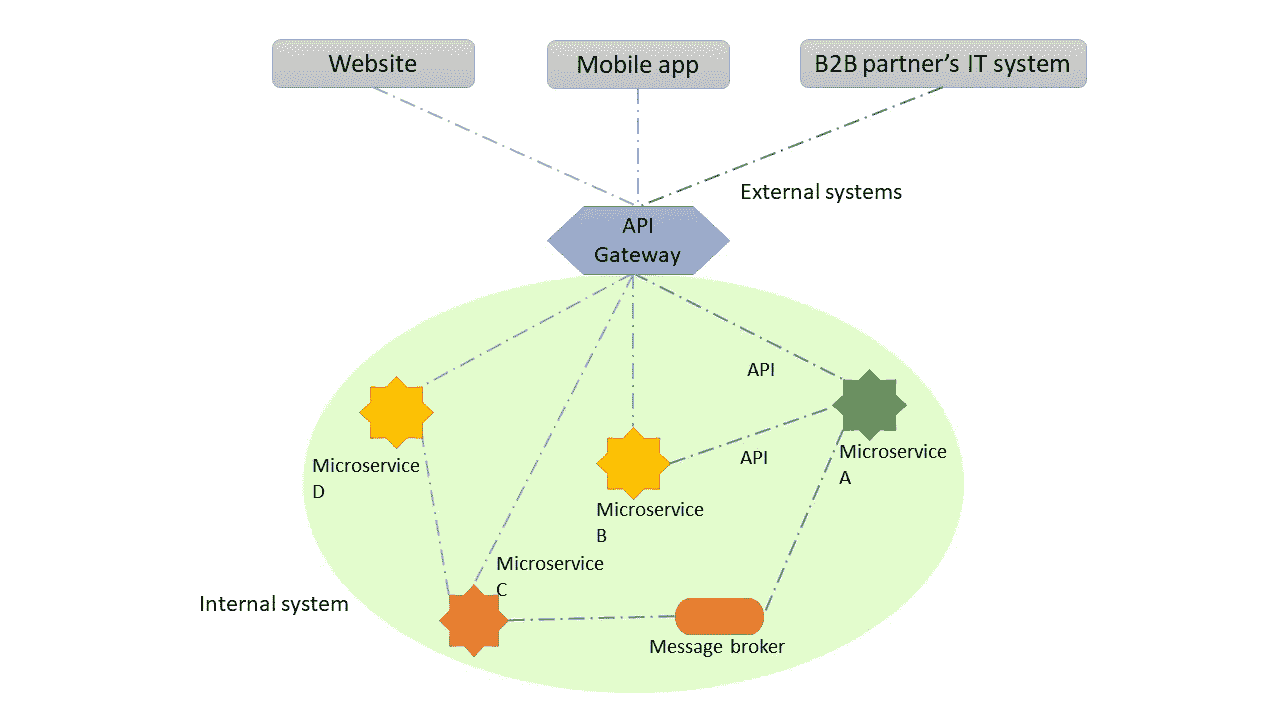 Website
Mobile app
B2B partner’s IT system
External systems
API
Gateway
API
API
Microservice
A
Microservice
D
Microservice
B
Microservice
C
Internal system
Message broker